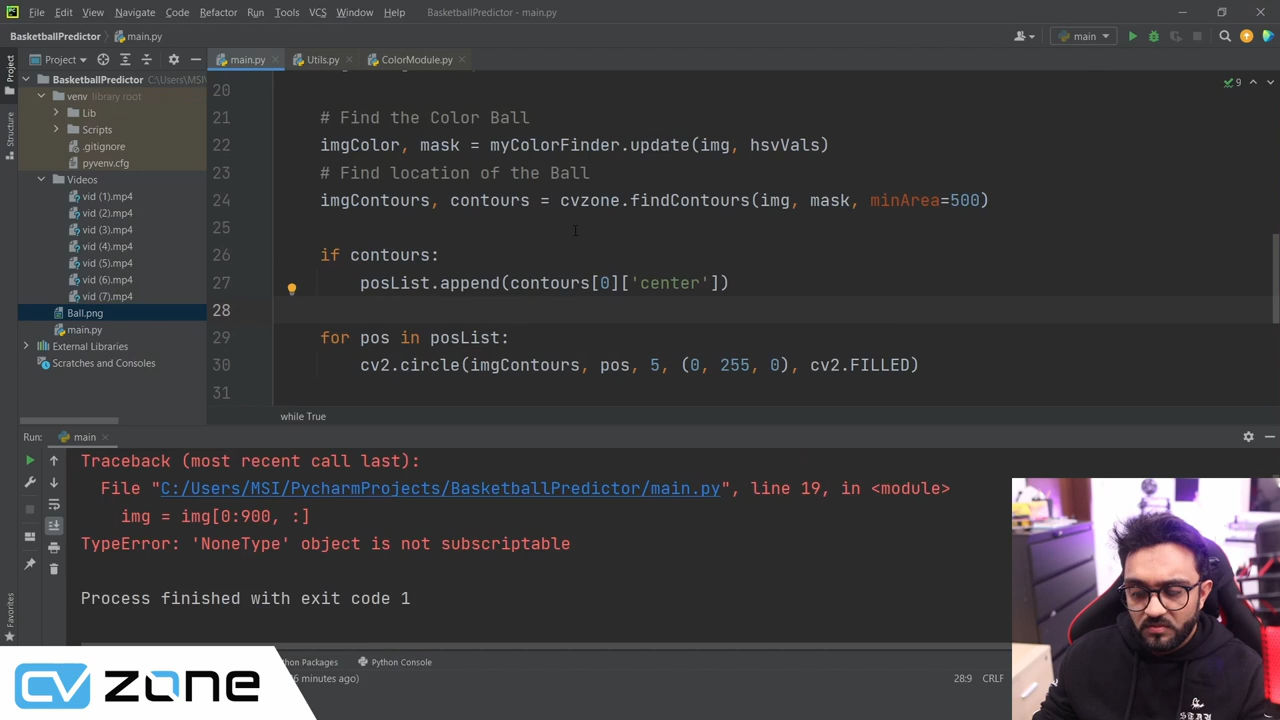 File Edit View Navigate Code Refactor Run Tools VCS Window Help BasketballPredictor - main.py
BasketballPredictor main.py main
Project main.py Utils.py ColorModule.py
Project
Structure
Favorites
BasketballPredictor C:\Users\MSI\
venv library root
Lib
Scripts
.gitignore
pyvenv.cfg
Videos
vid (1).mp4
vid (2).mp4
vid (3).mp4
vid (4).mp4
vid (5).mp4
vid (6).mp4
vid (7).mp4
Ball.png
main.py
External Libraries
Scratches and Consoles
9
20
21 # Find the Color Ball
22 imgColor, mask = myColorFinder.update(img, hsvVals)
23 # Find location of the Ball
24 imgContours, contours = cvzone.findContours(img, mask, minArea=500)
25
26 if contours:
27 posList.append(contours[0]['center'])
28
29 for pos in posList:
30 cv2.circle(imgContours, pos, 5, (0, 255, 0), cv2.FILLED)
31
while True
Run: main
Traceback (most recent call last):
File "C:/Users/MSI/PycharmProjects/BasketballPredictor/main.py", line 19, in <module>
img = img[0:900, :]
TypeError: 'NoneType' object is not subscriptable
Process finished with exit code 1
Packages Python Console
minutes ago) 28:9 CRLF
CV ZONE